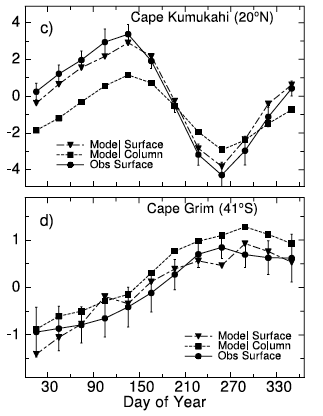 Cape Kumukahi (20°N)
c)
4
2
0
-2
-4
Model Surface
Model Column
Obs Surface
Cape Grim (41°S)
d)
1
0
-1
Model Surface
Model Column
Obs Surface
30 90 150 210 270 330
Day of Year